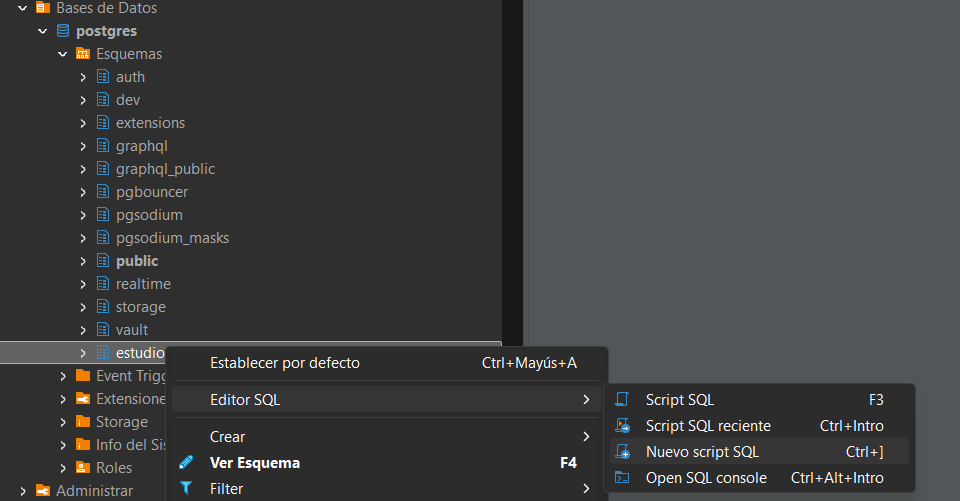 Bases de Datos
postgres
Esquemas
auth
dev
extensions
graphql
graphql_public
pgbouncer
pgsodium
pgsodium_masks
public
realtime
storage
vault
estudio
Event Trigg
Extensione
Storage
Info del Sis
Roles
Administrar
Establecer por defecto Ctrl+Mayús+A
Editor SQL
Crear
Ver Esquema F4
Filter
Script SQL F3
Script SQL reciente Ctrl+Intro
Nuevo script SQL Ctrl+]
Open SQL console Ctrl+Alt+Intro